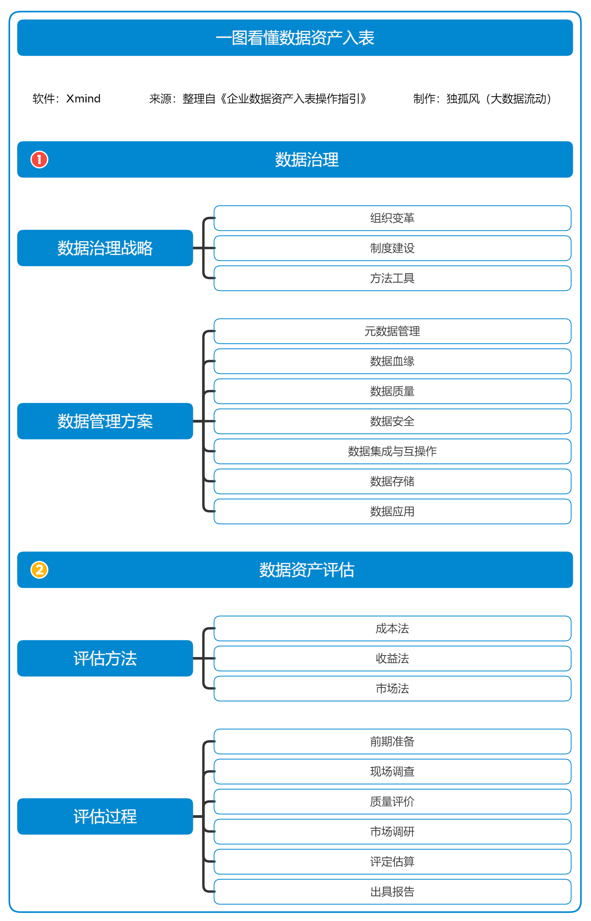 一图看懂数据资产入表
软件：Xmind 来源：整理自《企业数据资产入表操作指引》 制作：独孤风（大数据流动）
1 数据治理
数据治理战略
组织变革
制度建设
方法工具
数据管理方案
元数据管理
数据血缘
数据质量
数据安全
数据集成与互操作
数据存储
数据应用
2 数据资产评估
评估方法
成本法
收益法
市场法
评估过程
前期准备
现场调查
质量评价
市场调研
评定估算
出具报告